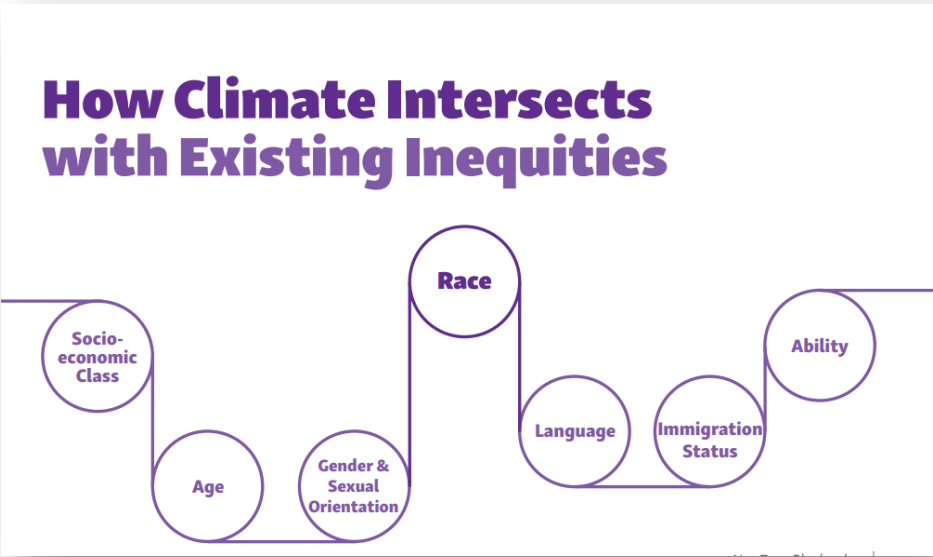 How Climate Intersects
with Existing Inequities
Race
Socio-
economic
Class
Ability
Language
Immigration
Status
Age
Gender &
Sexual
Orientation